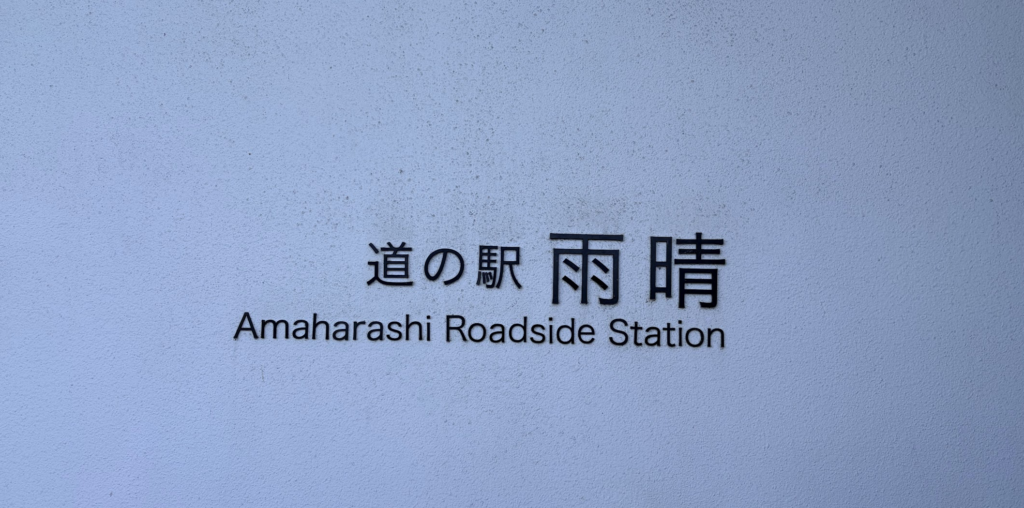 道の駅 雨晴
Amaharashi Roadside Station